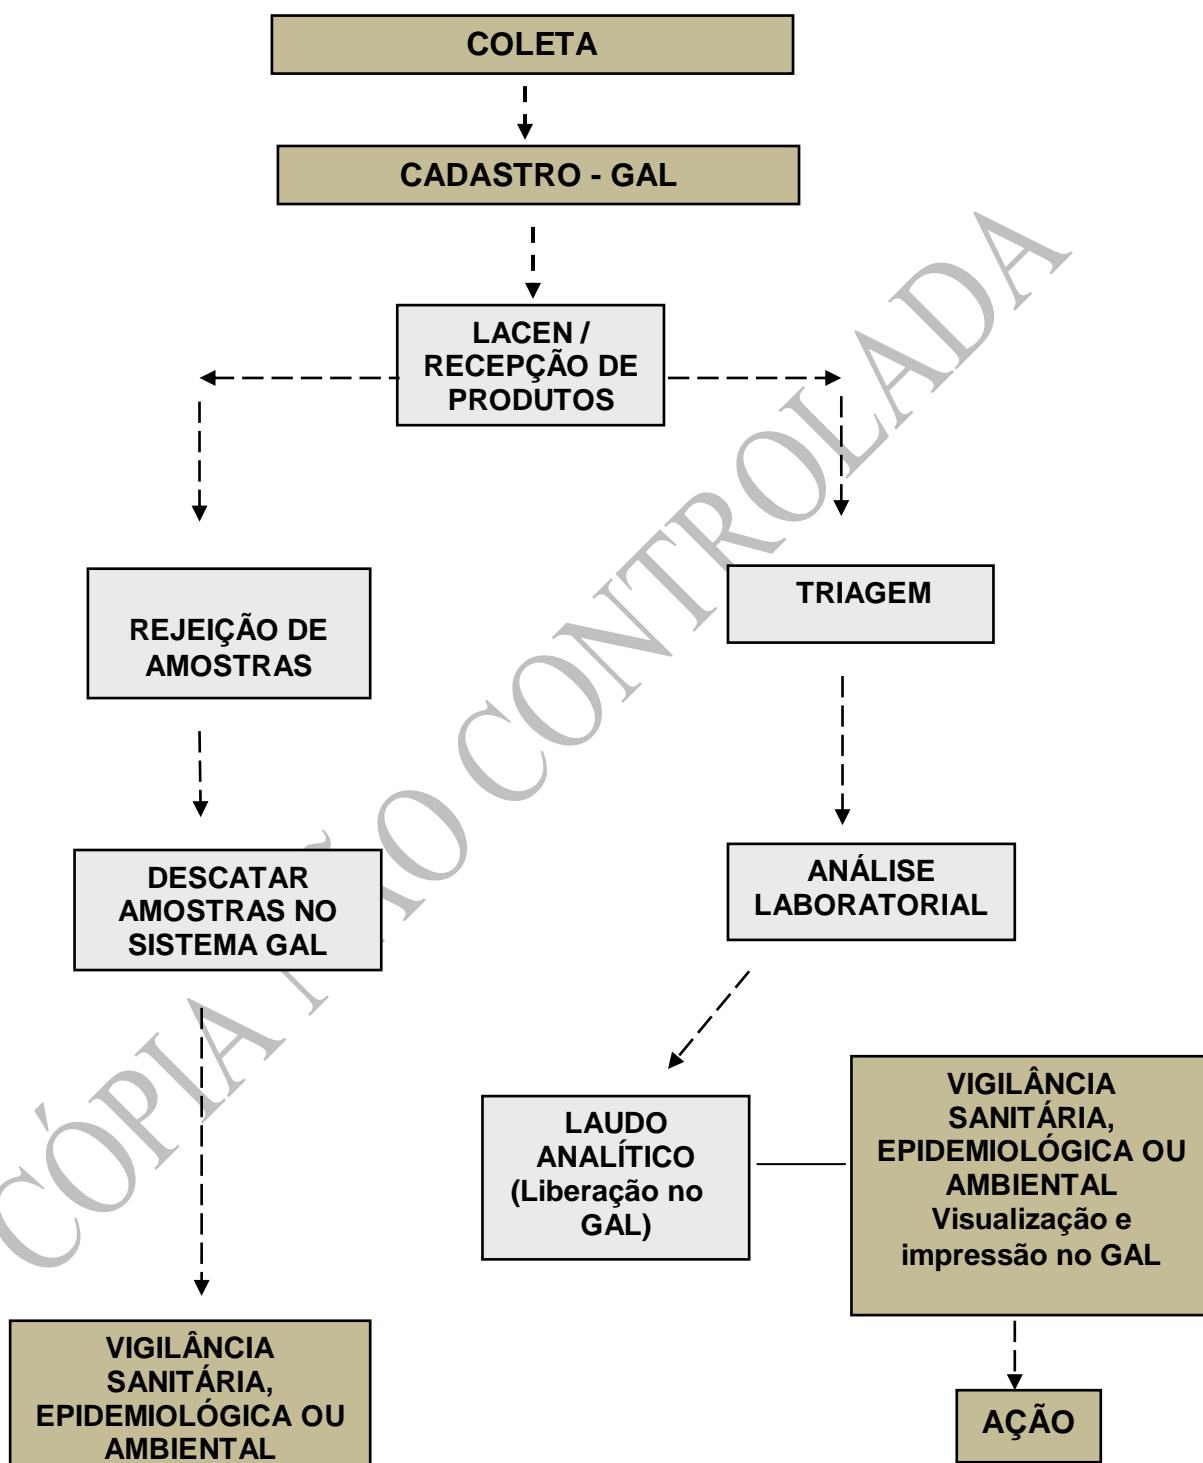 COLETA
CADASTRO - GAL
LACEN /
RECEPÇÃO DE
PRODUTOS
REJEIÇÃO DE
AMOSTRAS
TRIAGEM
DESCATAR
AMOSTRAS NO
SISTEMA GAL
ANÁLISE
LABORATORIAL
LAUDO
ANALÍTICO
(Liberação no
GAL)
VIGILÂNCIA
SANITÁRIA,
EPIDEMIOLÓGICA OU
AMBIENTAL
Visualização e
impressão no GAL
VIGILÂNCIA
SANITÁRIA,
EPIDEMIOLÓGICA OU
AMBIENTAL
AÇÃO
CÓPIA NÃO CONTROLADA